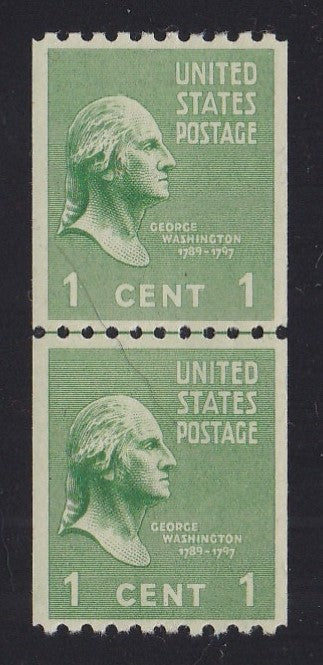 UNITED
STATES
POSTAGE
GEORGE
WASHINGTON
1789-1797
1 CENT 1
UNITED
STATES
POSTAGE
GEORGE
WASHINGTON
1789-1797
1 CENT 1